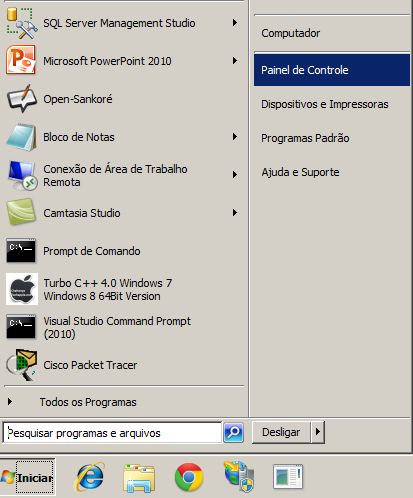 SQL Server Management Studio
Microsoft PowerPoint 2010
Open-Sankoré
Bloco de Notas
Conexão de Área de Trabalho
Remota
Camtasia Studio
Prompt de Comando
Turbo C++ 4.0 Windows 7
Windows 8 64Bit Version
Visual Studio Command Prompt
(2010)
Cisco Packet Tracer
Todos os Programas
Pesquisar programas e arquivos
Computador
Painel de Controle
Dispositivos e Impressoras
Programas Padrão
Ajuda e Suporte
Desligar
Iniciar